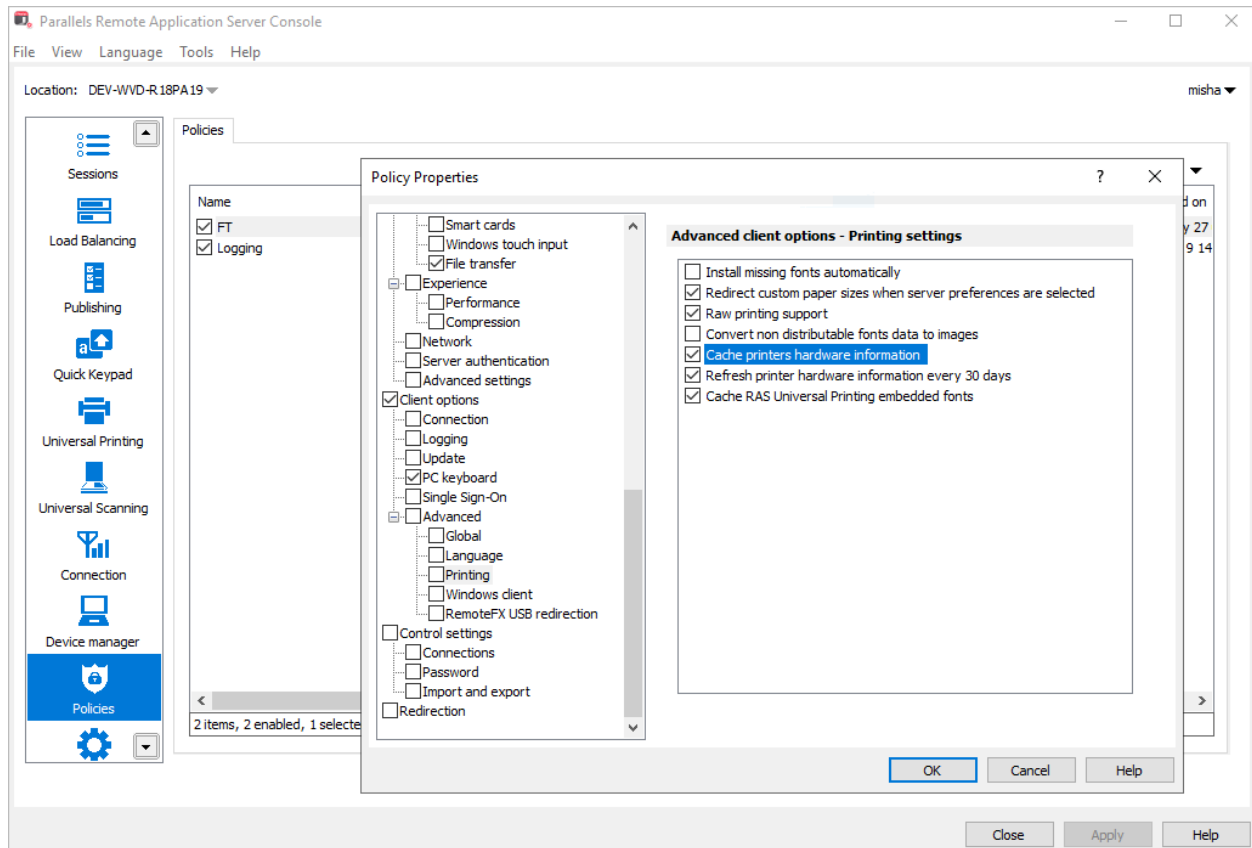 Parallels Remote Application Server Console
File View Language Tools Help
Location: DEV-WVD-R18PA19
misha
Sessions
Load Balancing
Publishing
Quick Keypad
Universal Printing
Universal Scanning
Connection
Device manager
Policies
Policies
Name
d on
FT
y 27
Logging
9 14
2 items, 2 enabled, 1 selecte
Policy Properties
?
Smart cards
Windows touch input
File transfer
Experience
Performance
Compression
Network
Server authentication
Advanced settings
Client options
Connection
Logging
Update
PC keyboard
Single Sign-On
Advanced
Global
Language
Printing
Windows client
RemoteFX USB redirection
Control settings
Connections
Password
Import and export
Redirection
Advanced client options - Printing settings
Install missing fonts automatically
Redirect custom paper sizes when server preferences are selected
Raw printing support
Convert non distributable fonts data to images
Cache printers hardware information
Refresh printer hardware information every 30 days
Cache RAS Universal Printing embedded fonts
OK Cancel Help
Close Apply Help